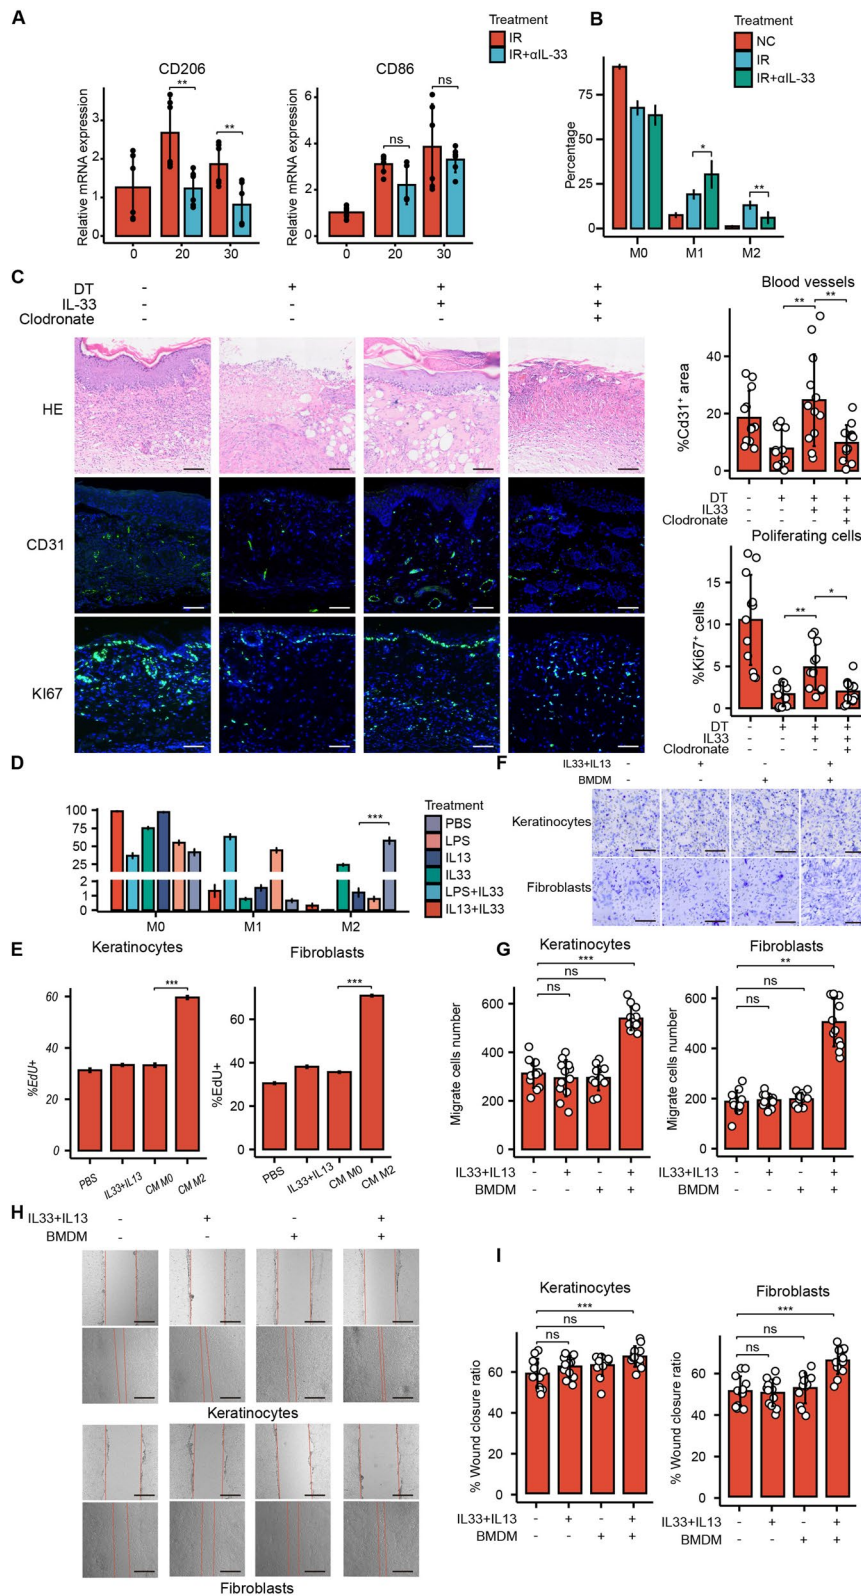 A
Treatment
IR
IR+αIL-33
CD206
Relative mRNA expression
3
2
1
0
**
**
0 20 30
CD86
Relative mRNA expression
6
4
2
0
ns
ns
0 20 30
B
Treatment
NC
IR
IR+αIL-33
Percentage
75
50
25
0
*
**
M0 M1 M2
C
DT - + + +
IL-33 - - + +
Clodronate - - - +
HE
CD31
KI67
Blood vessels
%Cd31+ area
40
20
0
** **
DT - + + +
IL33 - - + +
Clodronate - - - +
Poliferating cells
%Ki67+ cells
15
10
5
0
** *
DT - + + +
IL33 - - + +
Clodronate - - - +
D
100
75
50
25
2
1
0
***
M0 M1 M2
Treatment
PBS
LPS
IL13
IL33
LPS+IL33
IL13+IL33
E
Keratinocytes
%EdU+
60
40
20
0
***
PBS IL33+IL13 CM M0 CM M2
Fibroblasts
%EdU+
60
40
20
0
***
PBS IL33+IL13 CM M0 CM M2
F
IL33+IL13 - + - +
BMDM - - + +
Keratinocytes
Fibroblasts
G
Keratinocytes
Migrate cells number
600
400
200
0
***
ns
ns
IL33+IL13 - + - +
BMDM - - + +
Fibroblasts
Migrate cells number
600
400
200
0
**
ns
ns
IL33+IL13 - + - +
BMDM - - + +
H
IL33+IL13 - + - +
BMDM - - + +
Keratinocytes
Fibroblasts
I
Keratinocytes
% Wound closure ratio
60
40
20
0
***
ns
ns
IL33+IL13 - + - +
BMDM - - + +
Fibroblasts
% Wound closure ratio
60
40
20
0
***
ns
ns
IL33+IL13 - + - +
BMDM - - + +